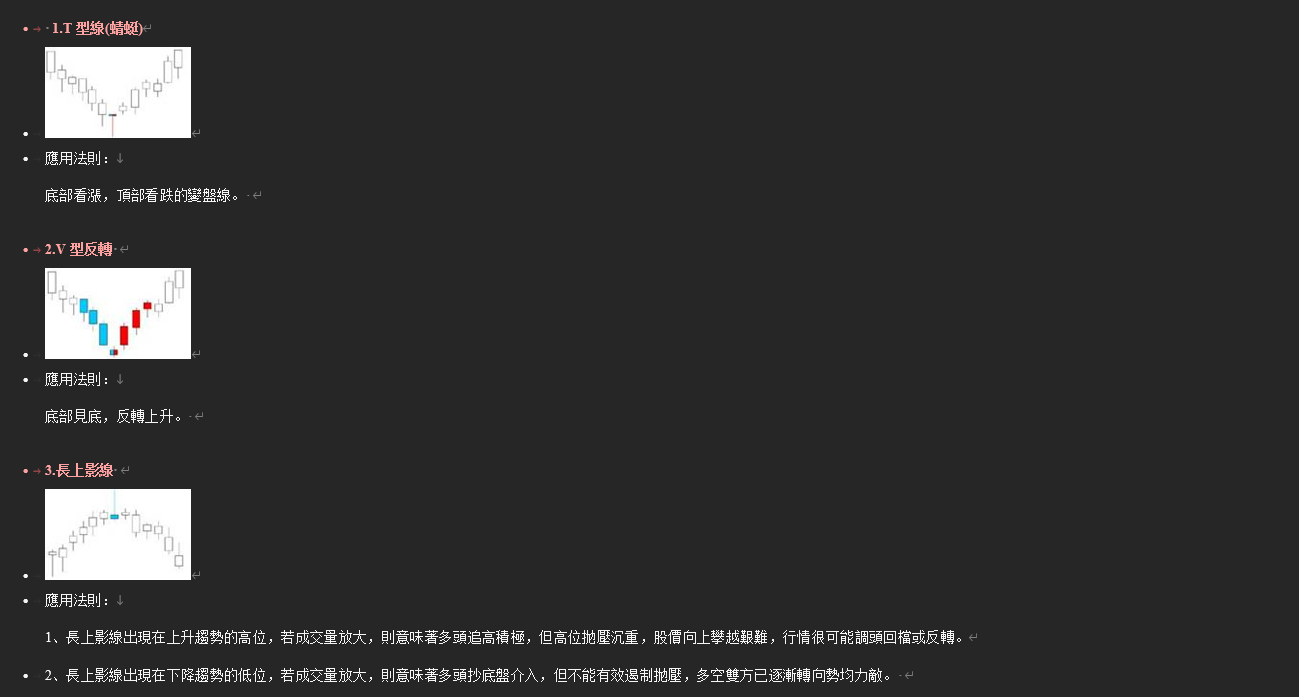 1.T 型線(蜻蜓)
應用法則：
底部看漲，頂部看跌的變盤線。
2.V 型反轉
應用法則：
底部見底，反轉上升。
3.長上影線
應用法則：
1、長上影線出現在上升趨勢的高位，若成交量放大，則意味著多頭追高積極，但高位拋壓沉重，股價向上攀越艱難，行情很可能調頭回檔或反轉。
2、長上影線出現在下降趨勢的低位，若成交量放大，則意味著多頭抄底盤介入，但不能有效遏制拋壓，多空雙方已逐漸轉向勢均力敵。